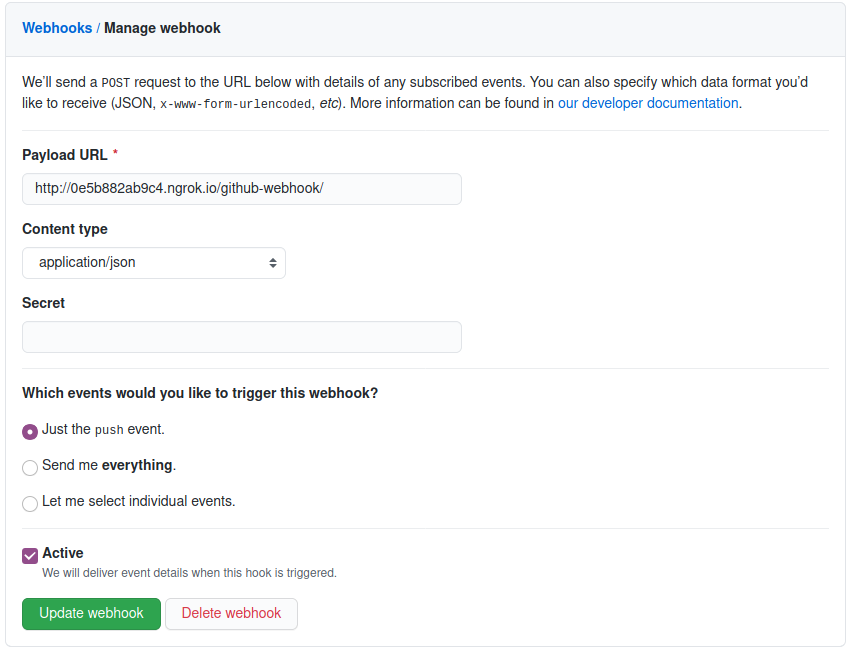 Webhooks / Manage webhook
We’ll send a POST request to the URL below with details of any subscribed events. You can also specify which data format you’d
like to receive (JSON, x-www-form-urlencoded, etc). More information can be found in our developer documentation.
Payload URL *
http://0e5b882ab9c4.ngrok.io/github-webhook/
Content type
application/json
Secret
Which events would you like to trigger this webhook?
Just the push event.
Send me everything.
Let me select individual events.
Active
We will deliver event details when this hook is triggered.
Update webhook Delete webhook